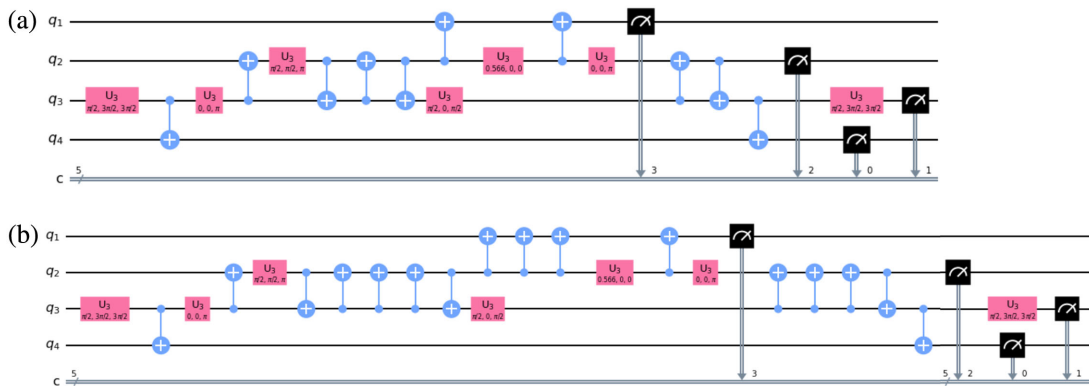 (a)
q1
q2
q3
q4
c
5
U3
π/2, 3π/2, 3π/2
U3
0, 0, π
U3
π/2, π/2, π
U3
π/2, 0, π/2
U3
0.566, 0, 0
U3
0, 0, π
U3
π/2, 3π/2, 3π/2
3
2
0
1
(b)
q1
q2
q3
q4
c
5
U3
π/2, 3π/2, 3π/2
U3
0, 0, π
U3
π/2, π/2, π
U3
π/2, 0, π/2
U3
0.566, 0, 0
U3
0, 0, π
U3
π/2, 3π/2, 3π/2
3
5
2
0
1